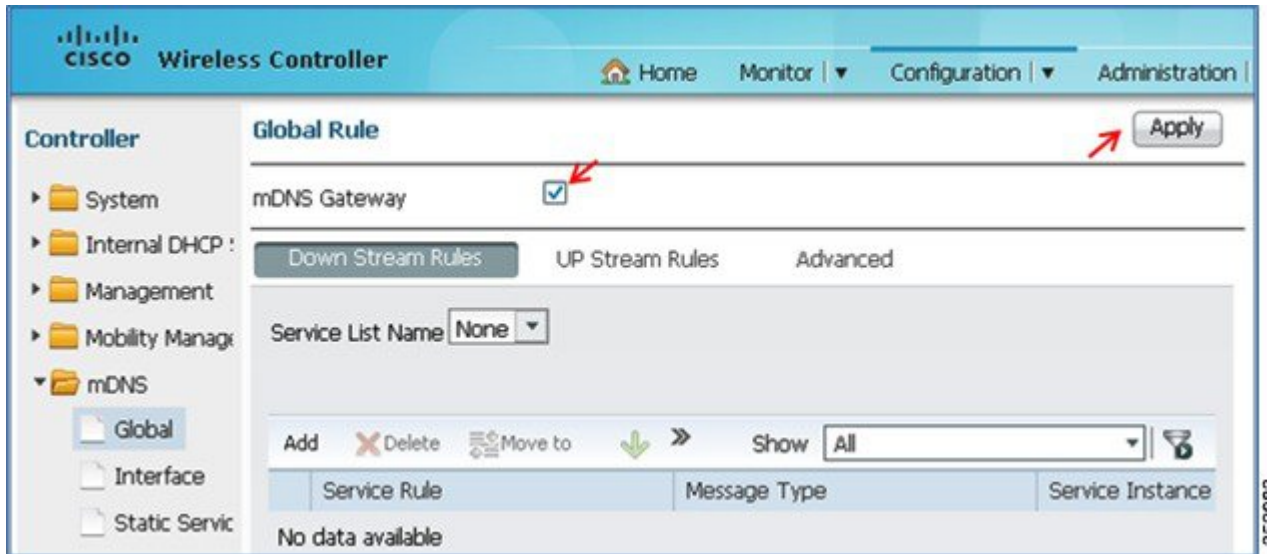 CISCO Wireless Controller
Home Monitor Configuration Administration
Controller
System
Internal DHCP S
Management
Mobility Manage
mDNS
Global
Interface
Static Servic
Global Rule
Apply
mDNS Gateway
Down Stream Rules UP Stream Rules Advanced
Service List Name None
Add Delete Move to » Show All
Service Rule Message Type Service Instance
No data available